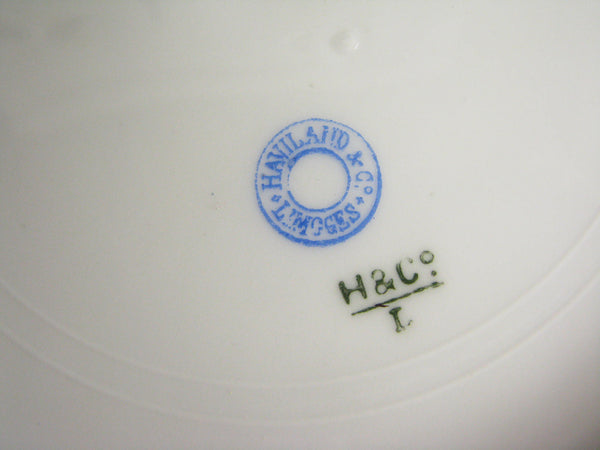 HAVILAND & Co.
LIMOGES
H&Co.
L